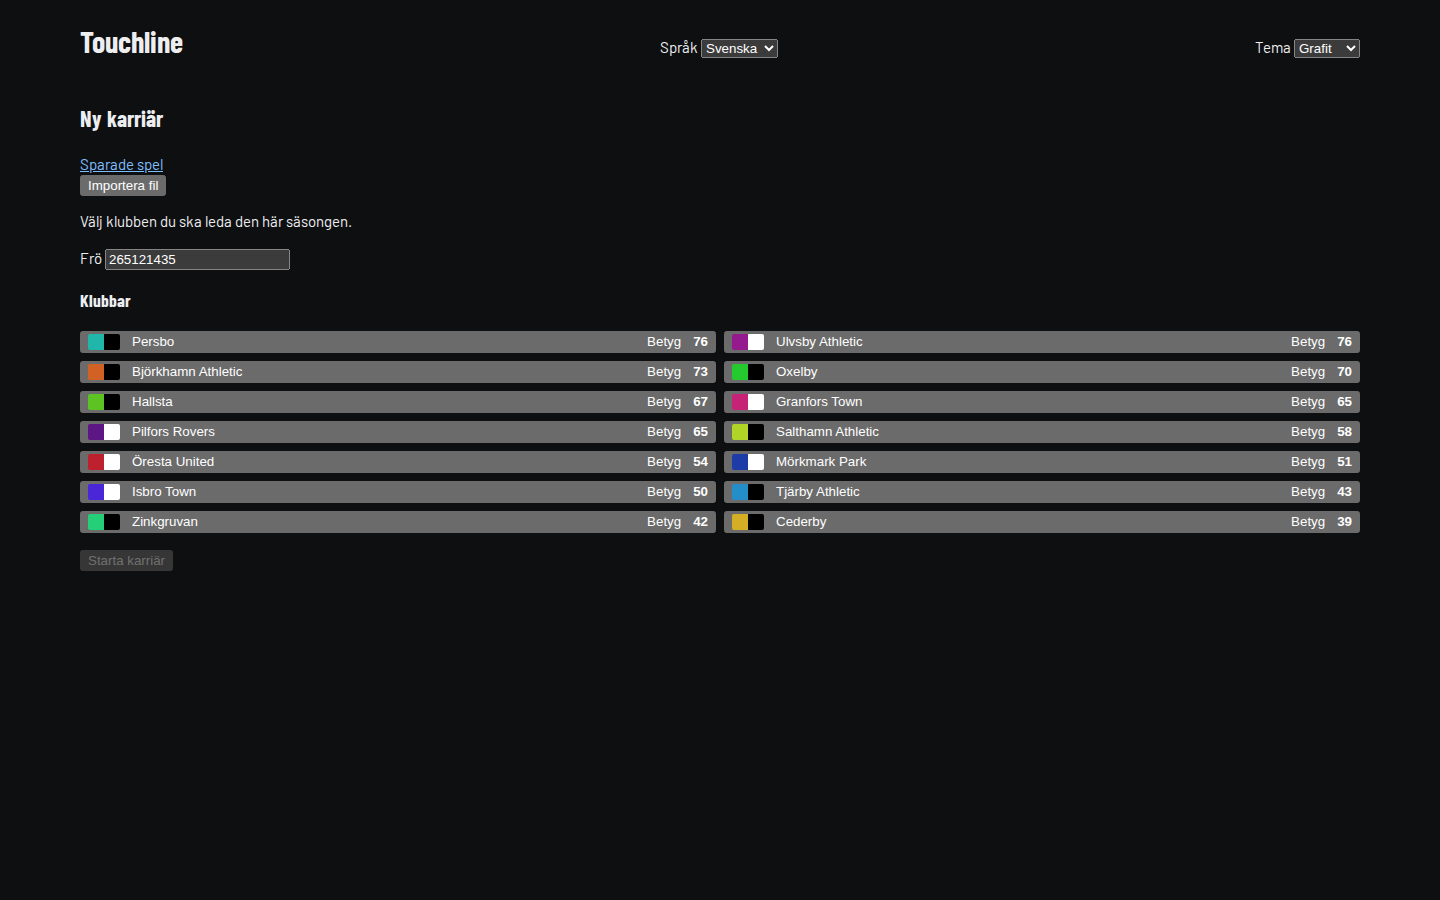 Touchline
Språk Svenska
Tema Grafit
Ny karriär
Sparade spel
Importera fil
Välj klubben du ska leda den här säsongen.
Frö 265121435
Klubbar
Persbo Betyg 76
Ulvsby Athletic Betyg 76
Björkhamn Athletic Betyg 73
Oxelby Betyg 70
Hallsta Betyg 67
Granfors Town Betyg 65
Pilfors Rovers Betyg 65
Salthamn Athletic Betyg 58
Öresta United Betyg 54
Mörkmark Park Betyg 51
Isbro Town Betyg 50
Tjärby Athletic Betyg 43
Zinkgruvan Betyg 42
Cederby Betyg 39
Starta karriär